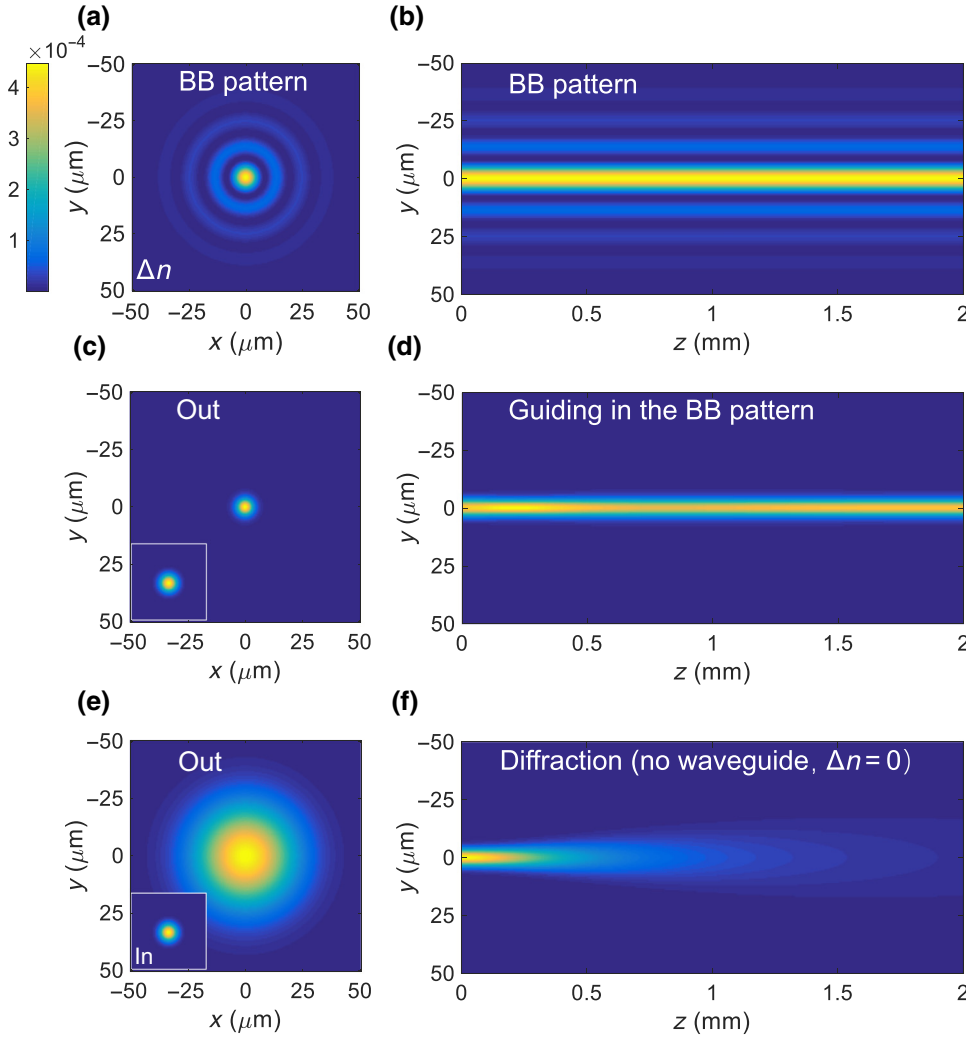 (a)
(b)
×10⁻⁴
4
3
2
1
−50
−25
0
25
50
y (μm)
BB pattern
Δn
−50 −25 0 25 50
x (μm)
−50
−25
0
25
50
y (μm)
BB pattern
0 0.5 1 1.5 2
z (mm)
(c)
(d)
−50
−25
0
25
50
y (μm)
Out
−50 −25 0 25 50
x (μm)
−50
−25
0
25
50
y (μm)
Guiding in the BB pattern
0 0.5 1 1.5 2
z (mm)
(e)
(f)
−50
−25
0
25
50
y (μm)
Out
In
−50 −25 0 25 50
x (μm)
−50
−25
0
25
50
y (μm)
Diffraction (no waveguide, Δn = 0)
0 0.5 1 1.5 2
z (mm)